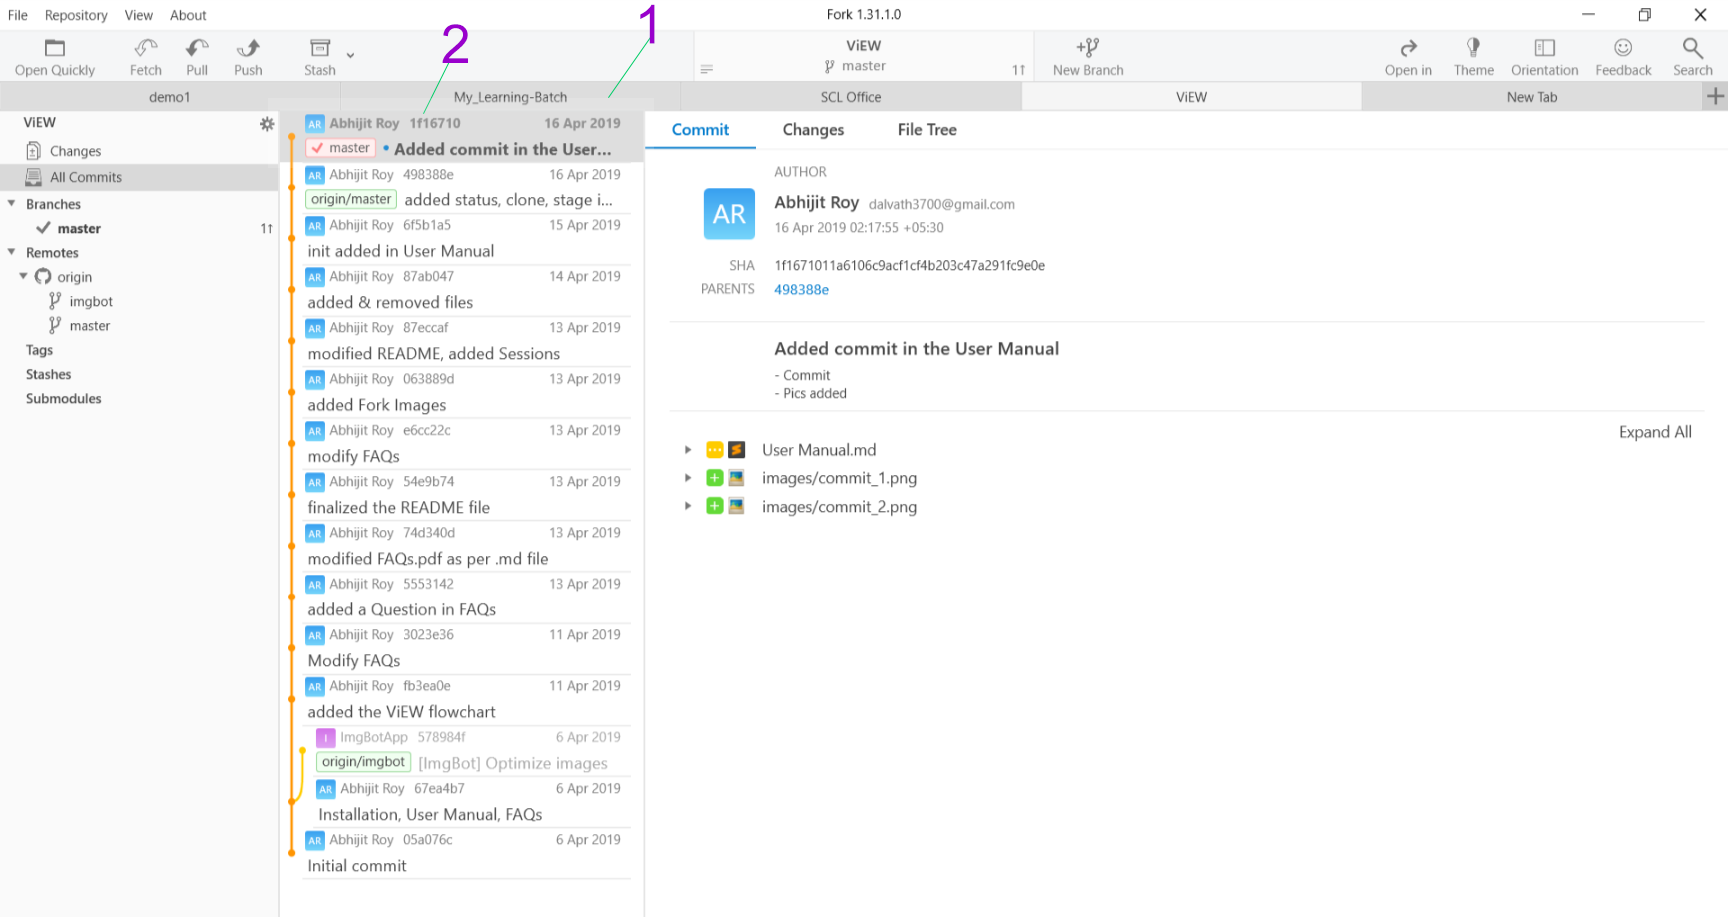 File Repository View About
Fork 1.31.1.0
Open Quickly Fetch Pull Push Stash
ViEW
master
1↑
New Branch
Open in Theme Orientation Feedback Search
1
2
demo1 My_Learning-Batch SCL Office ViEW New Tab
ViEW
Changes
All Commits
Branches
master 1↑
Remotes
origin
imgbot
master
Tags
Stashes
Submodules
AR Abhijit Roy 1f16710 16 Apr 2019
master • Added commit in the User...
AR Abhijit Roy 498388e 16 Apr 2019
origin/master added status, clone, stage i...
AR Abhijit Roy 6f5b1a5 15 Apr 2019
init added in User Manual
AR Abhijit Roy 87ab047 14 Apr 2019
added & removed files
AR Abhijit Roy 87eccaf 13 Apr 2019
modified README, added Sessions
AR Abhijit Roy 063889d 13 Apr 2019
added Fork Images
AR Abhijit Roy e6cc22c 13 Apr 2019
modify FAQs
AR Abhijit Roy 54e9b74 13 Apr 2019
finalized the README file
AR Abhijit Roy 74d340d 13 Apr 2019
modified FAQs.pdf as per .md file
AR Abhijit Roy 5553142 13 Apr 2019
added a Question in FAQs
AR Abhijit Roy 3023e36 11 Apr 2019
Modify FAQs
AR Abhijit Roy fb3ea0e 11 Apr 2019
added the ViEW flowchart
I ImgBotApp 578984f 6 Apr 2019
origin/imgbot [ImgBot] Optimize images
AR Abhijit Roy 67ea4b7 6 Apr 2019
Installation, User Manual, FAQs
AR Abhijit Roy 05a076c 6 Apr 2019
Initial commit
Commit Changes File Tree
AUTHOR
AR
Abhijit Roy dalvath3700@gmail.com
16 Apr 2019 02:17:55 +05:30
SHA 1f1671011a6106c9acf1cf4b203c47a291fc9e0e
PARENTS 498388e
Added commit in the User Manual
- Commit
- Pics added
Expand All
User Manual.md
images/commit_1.png
images/commit_2.png